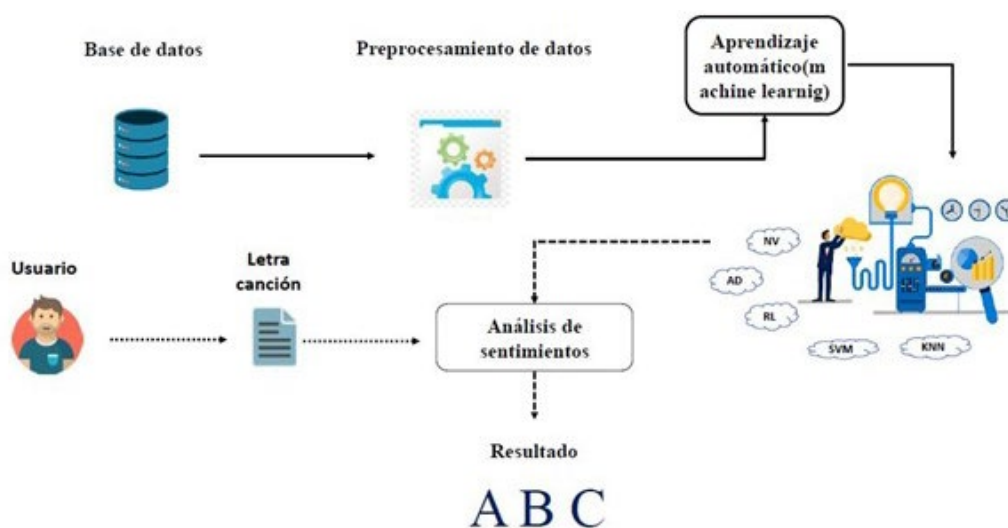 Base de datos
Preprocesamiento de datos
Aprendizaje
automático(m
achine learnig)
NV
AD
RL
SVM
KNN
Usuario
Letra
canción
Análisis de
sentimientos
Resultado
A B C